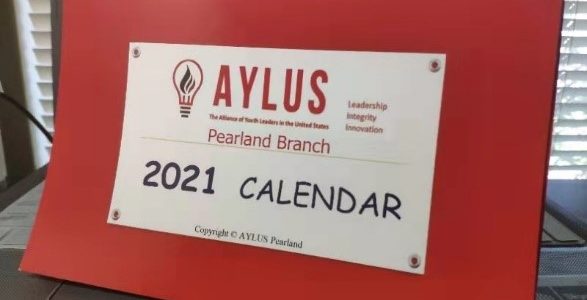 AYLUS
The Alliance of Youth Leaders in the United States
Leadership
Integrity
Innovation
Pearland Branch
2021 CALENDAR
Copyright © AYLUS Pearland